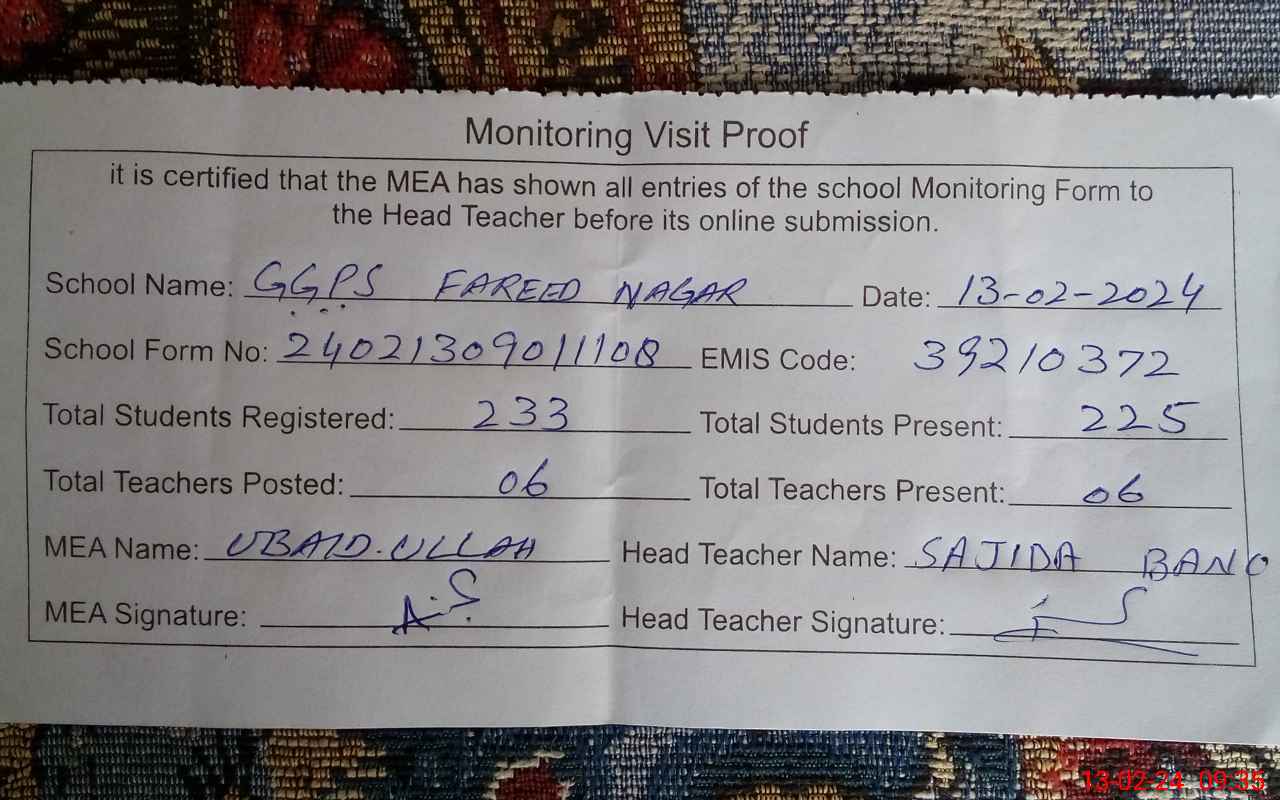 Monitoring Visit Proof
it is certified that the MEA has shown all entries of the school Monitoring Form to
the Head Teacher before its online submission.
School Name: GGPS FAREED NAGAR Date: 13-02-2024
School Form No: 24021309011108 EMIS Code: 39210372
Total Students Registered: 233 Total Students Present: 225
Total Teachers Posted: 06 Total Teachers Present: 06
MEA Name: UBAID.ULLAH Head Teacher Name: SAJIDA BANO
MEA Signature: Head Teacher Signature:
13-02-24 09:35